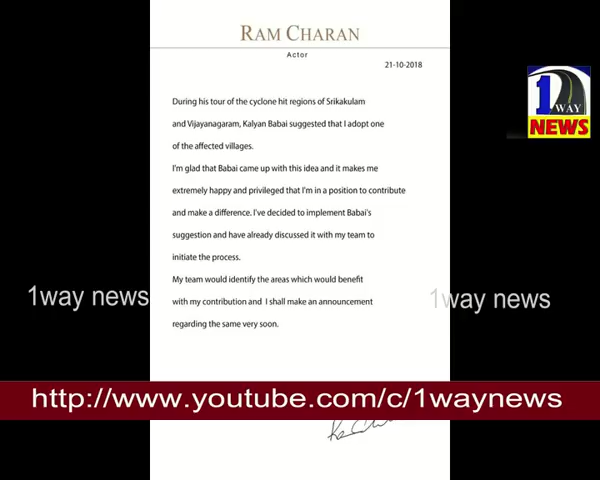 RAM CHARAN
Actor
21-10-2018
During his tour of the cyclone hit regions of Srikakulam
and Vijayanagaram, Kalyan Babai suggested that I adopt one
of the affected villages.
I'm glad that Babai came up with this idea and it makes me
extremely happy and privileged that I'm in a position to contribute
and make a difference. I've decided to implement Babai's
suggestion and have already discussed it with my team to
initiate the process.
My team would identify the areas which would benefit
with my contribution and I shall make an announcement
regarding the same very soon.
1 WAY
NEWS
1way news
1way news
http://www.youtube.com/c/1waynews